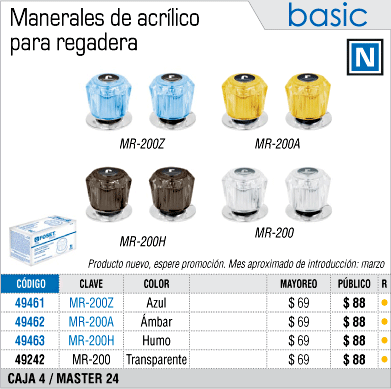 Manerales de acrílico
para regadera
basic
N
MR-200Z
MR-200A
MR-200H
MR-200
FOSET
Producto nuevo, espere promoción. Mes aproximado de introducción: marzo
CÓDIGO CLAVE COLOR MAYOREO PÚBLICO R
49461 MR-200Z Azul $ 69 $ 88
49462 MR-200A Ámbar $ 69 $ 88
49463 MR-200H Humo $ 69 $ 88
49242 MR-200 Transparente $ 69 $ 88
CAJA 4 / MASTER 24